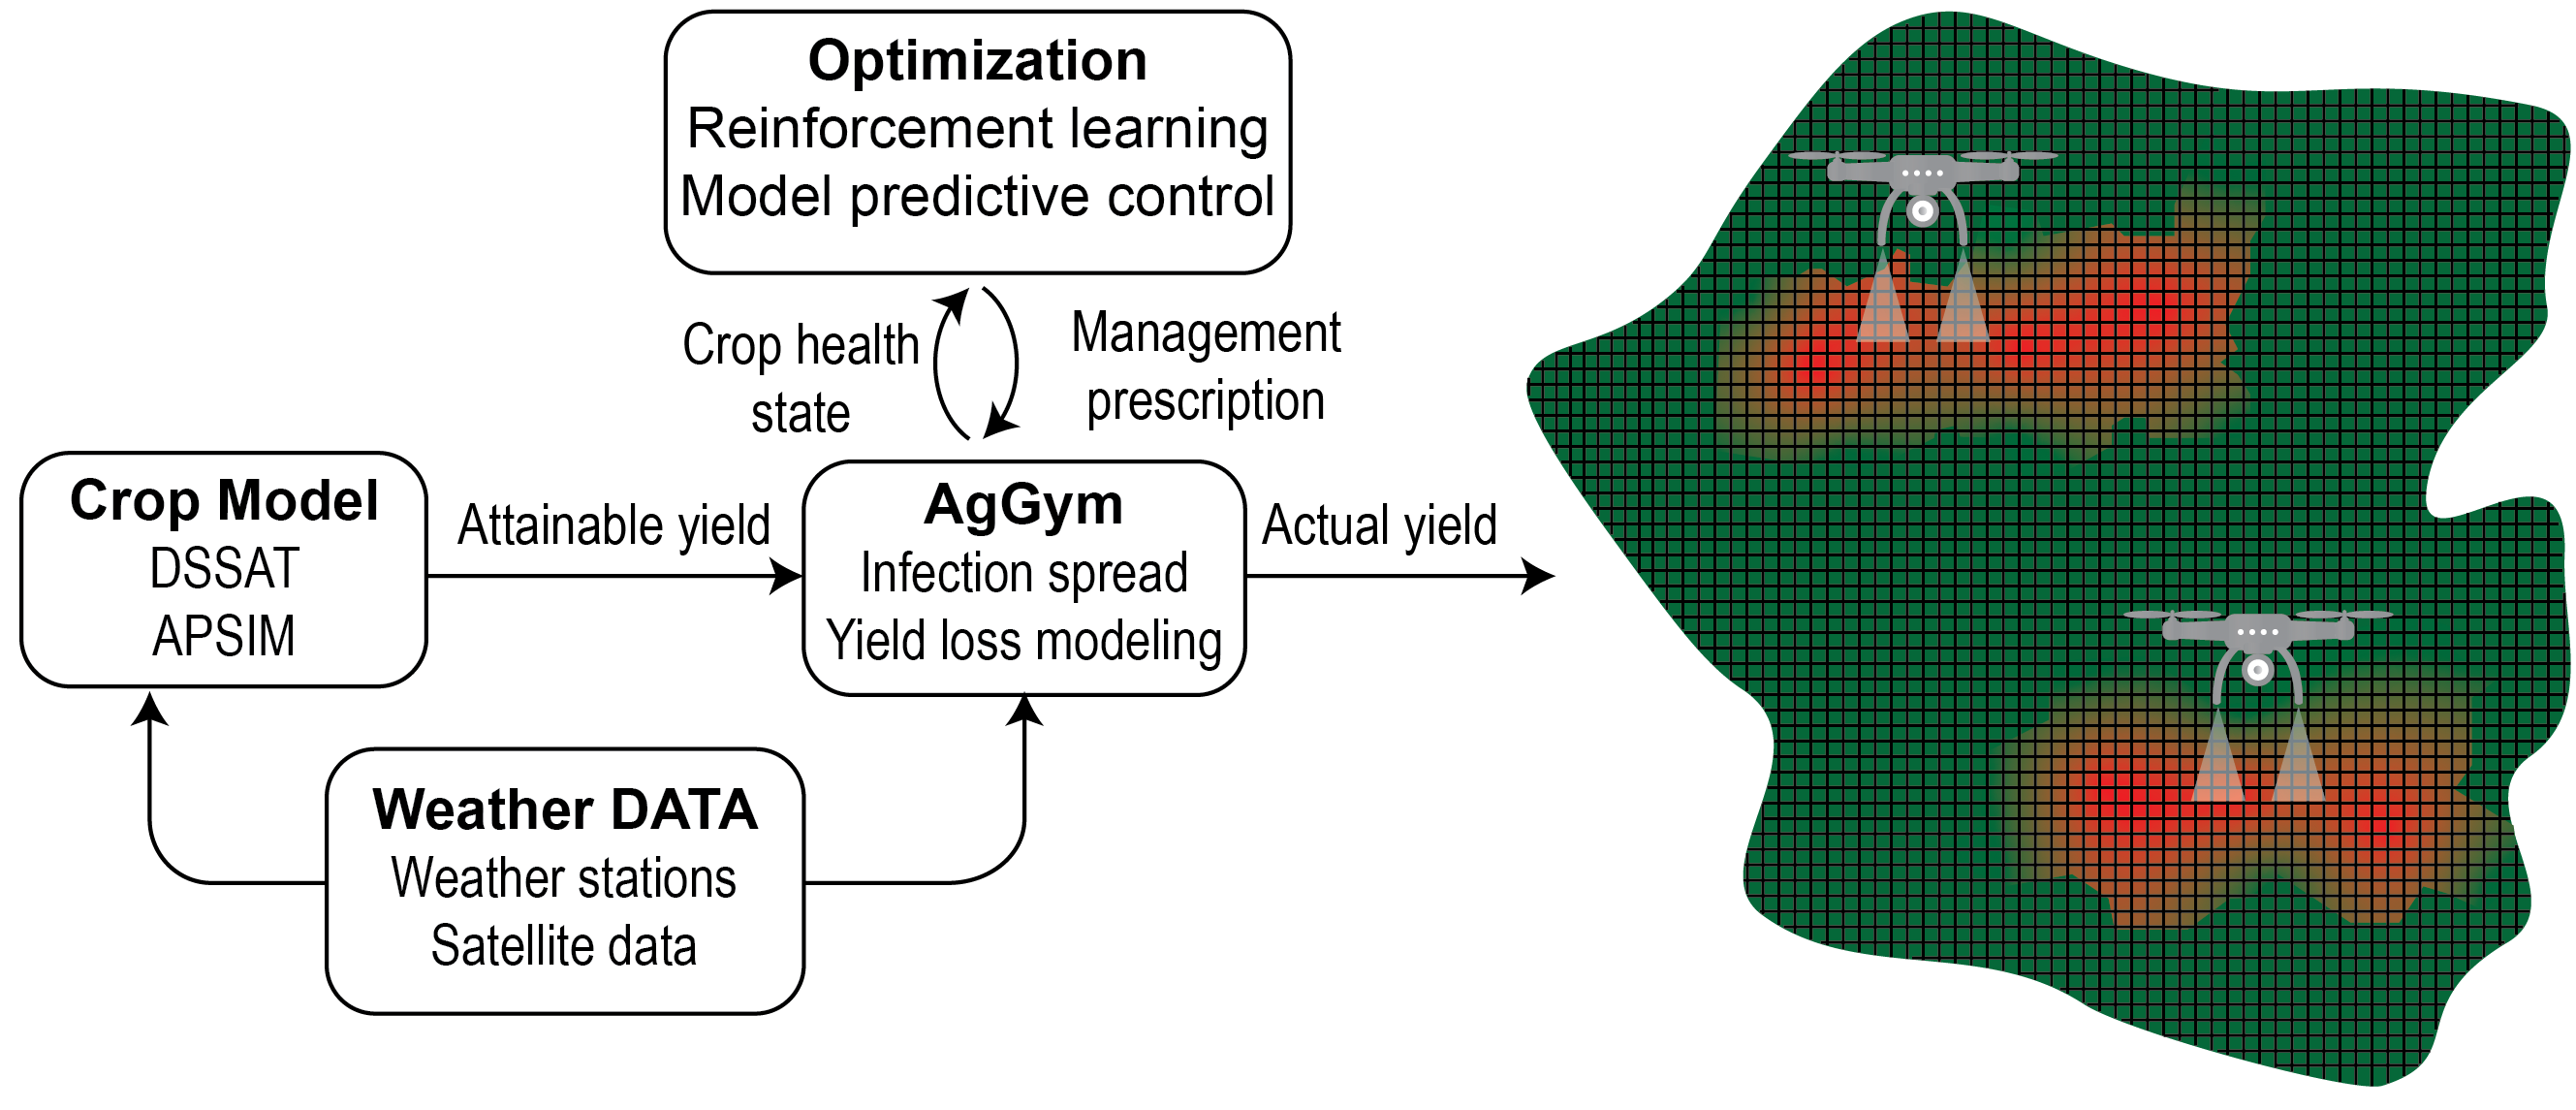 Optimization
Reinforcement learning
Model predictive control
Crop health
state
Management
prescription
Crop Model
DSSAT
APSIM
Attainable yield
AgGym
Infection spread
Yield loss modeling
Actual yield
Weather DATA
Weather stations
Satellite data